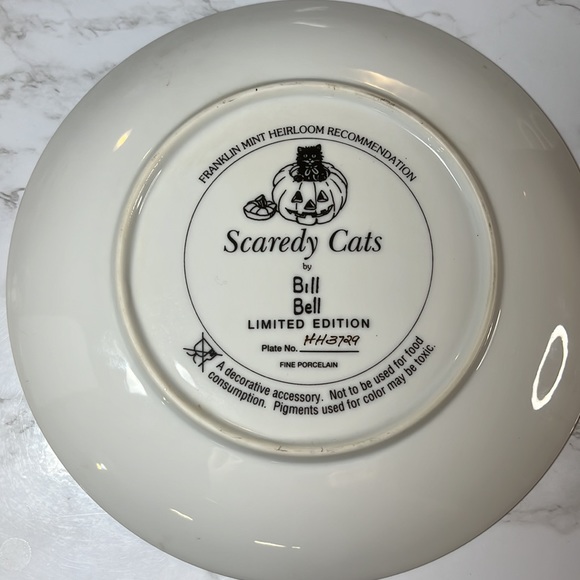 FRANKLIN MINT HEIRLOOM RECOMMENDATION
Scaredy Cats
by
Bill
Bell
LIMITED EDITION
Plate No. HH3729
FINE PORCELAIN
A decorative accessory. Not to be used for food
consumption. Pigments used for color may be toxic.